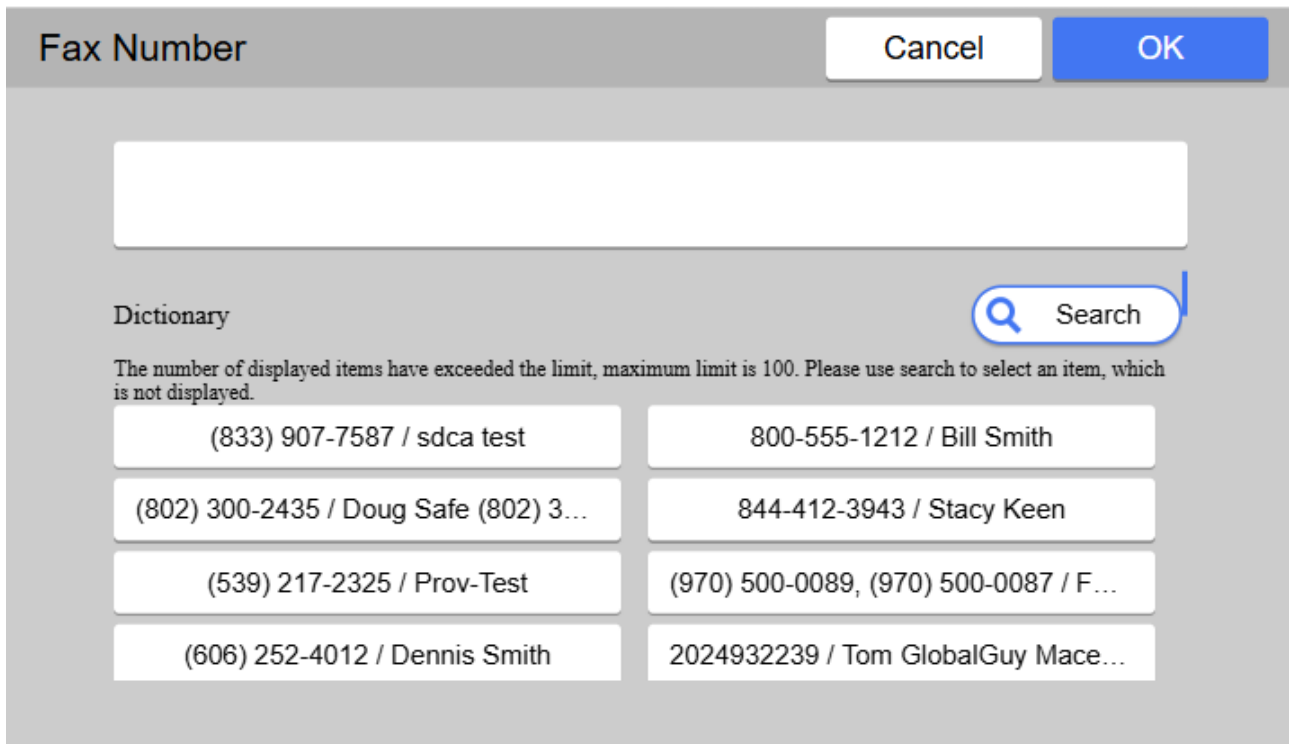 Fax Number
Cancel
OK
Dictionary
Search
The number of displayed items have exceeded the limit, maximum limit is 100. Please use search to select an item, which
is not displayed.
(833) 907-7587 / sdca test
800-555-1212 / Bill Smith
(802) 300-2435 / Doug Safe (802) 3...
844-412-3943 / Stacy Keen
(539) 217-2325 / Prov-Test
(970) 500-0089, (970) 500-0087 / F...
(606) 252-4012 / Dennis Smith
2024932239 / Tom GlobalGuy Mace...